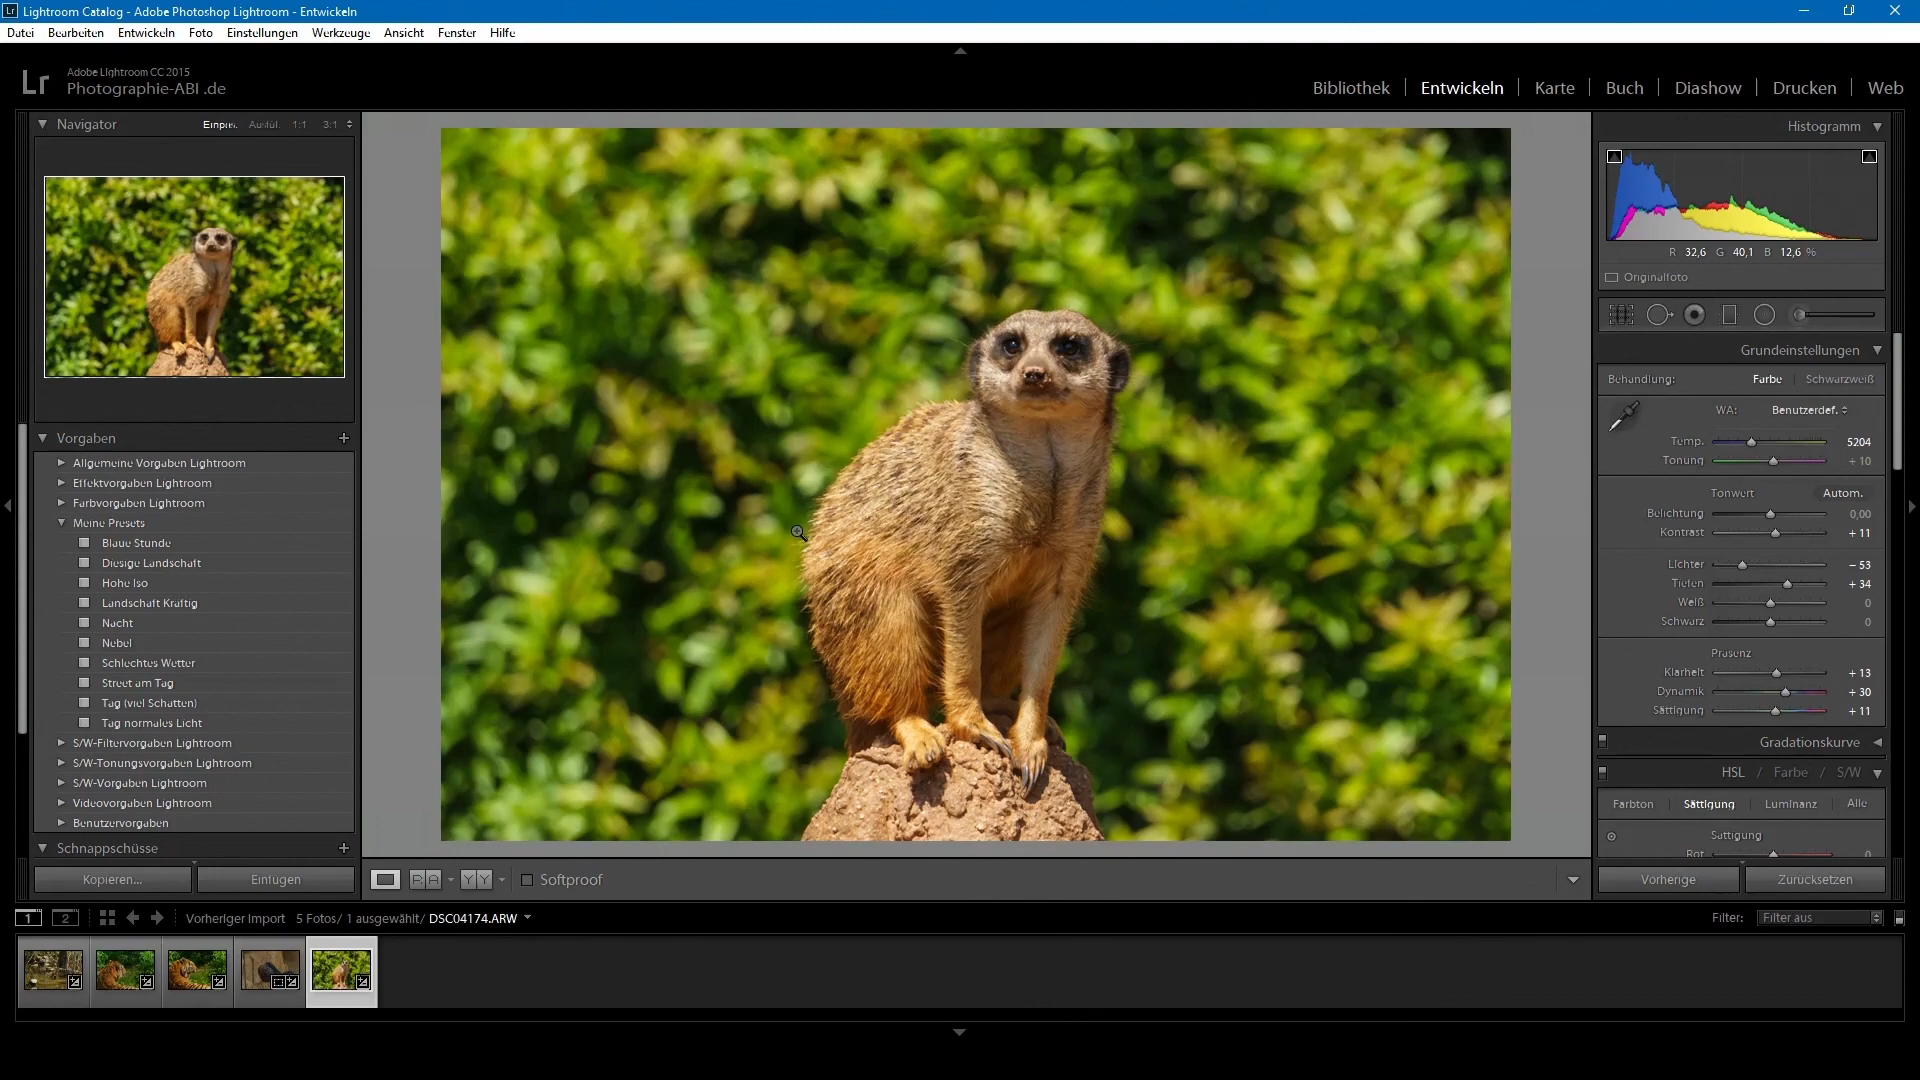 Lightroom Catalog - Adobe Photoshop Lightroom - Entwickeln
Datei Bearbeiten Entwickeln Foto Einstellungen Werkzeuge Ansicht Fenster Hilfe
Lr
Adobe Lightroom CC 2015
Photographie-ABI .de
Bibliothek | Entwickeln | Karte | Buch | Diashow | Drucken | Web
Navigator Einpas. Ausfül. 1:1 3:1
Vorgaben +
Allgemeine Vorgaben Lightroom
Effektvorgaben Lightroom
Farbvorgaben Lightroom
Meine Presets
Blaue Stunde
Diesige Landschaft
Hohe Iso
Landschaft Kräftig
Nacht
Nebel
Schlechtes Wetter
Street am Tag
Tag (viel Schatten)
Tag normales Licht
S/W-Filtervorgaben Lightroom
S/W-Tonungsvorgaben Lightroom
S/W-Vorgaben Lightroom
Videovorgaben Lightroom
Benutzervorgaben
Schnappschüsse +
Kopieren... Einfügen
R A Y Y Softproof
Histogramm
R 32,6 G 40,1 B 12,6 %
Originalfoto
Grundeinstellungen
Behandlung: Farbe | Schwarzweiß
WA: Benutzerdef.
Temp. 5204
Tonung + 10
Tonwert Autom.
Belichtung 0,00
Kontrast + 11
Lichter − 53
Tiefen + 34
Weiß 0
Schwarz 0
Präsenz
Klarheit + 13
Dynamik + 30
Sättigung + 11
Gradationskurve
HSL / Farbe / S/W
Farbton Sättigung Luminanz Alle
Sättigung
Rot 0
Vorherige Zurücksetzen
1 2 Vorheriger Import 5 Fotos/ 1 ausgewählt/ DSC04174.ARW Filter: Filter aus